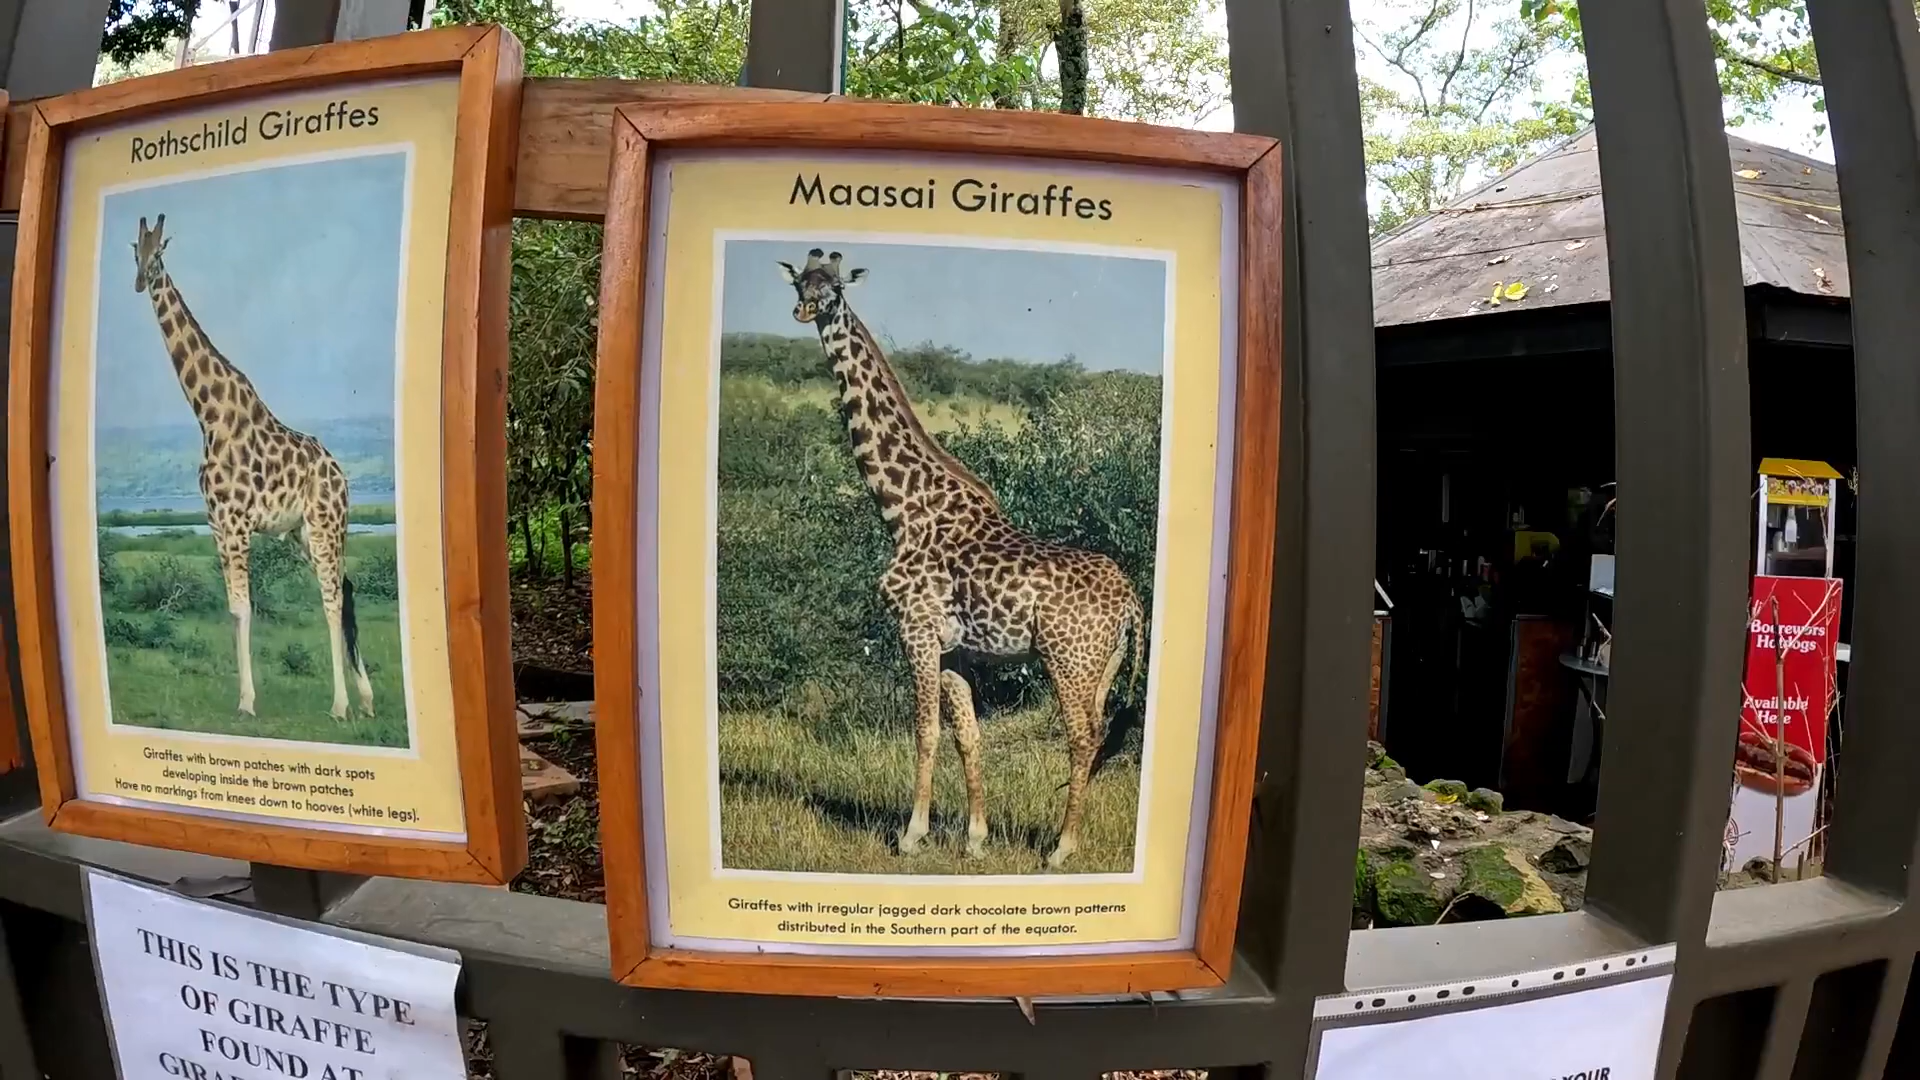 Rothschild Giraffes
Giraffes with brown patches with dark spots
developing inside the brown patches
Have no markings from knees down to hooves (white legs).
THIS IS THE TYPE
OF GIRAFFE
FOUND AT
Maasai Giraffes
Giraffes with irregular jagged dark chocolate brown patterns
distributed in the Southern part of the equator.
Boerewors
Hotdogs
Available
Here
YOUR